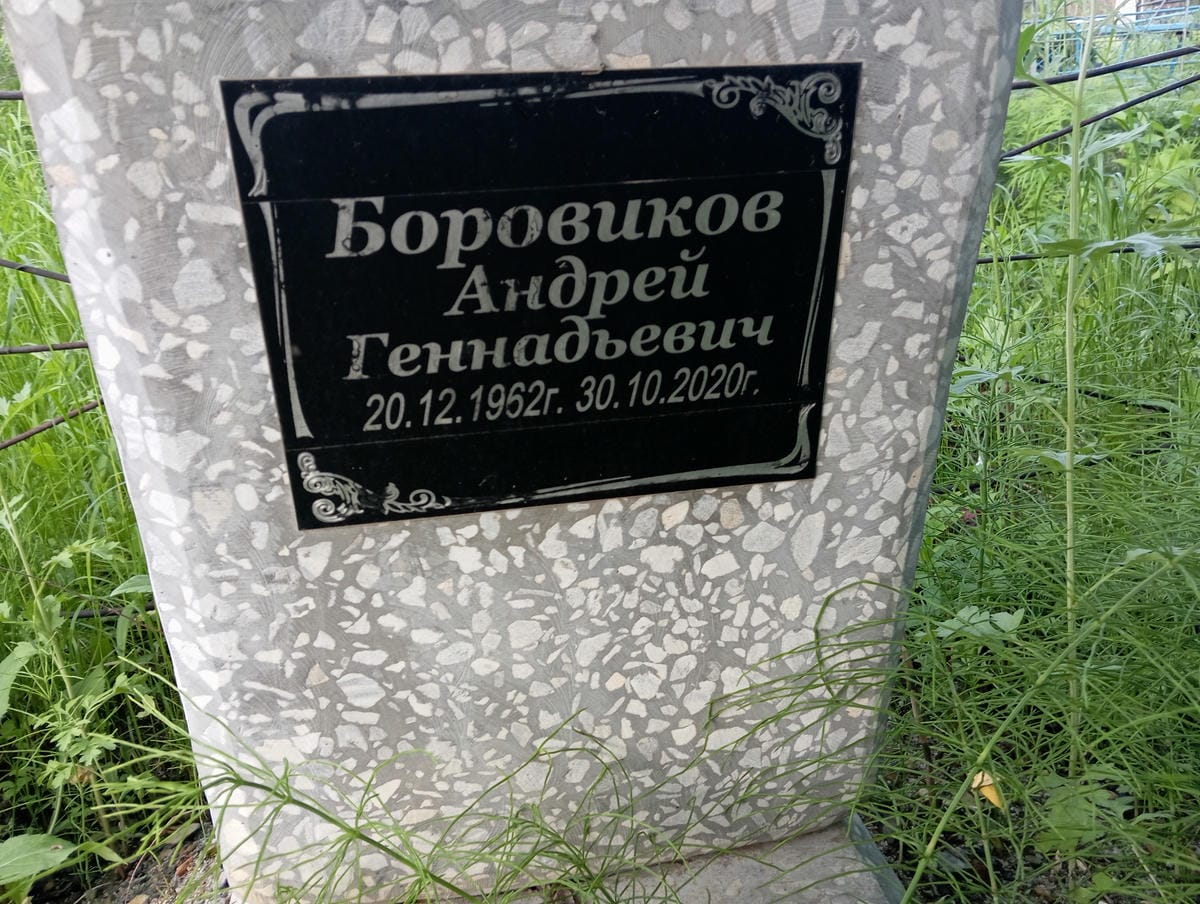 Боровиков
Андрей
Геннадьевич
20.12.1962г. 30.10.2020г.